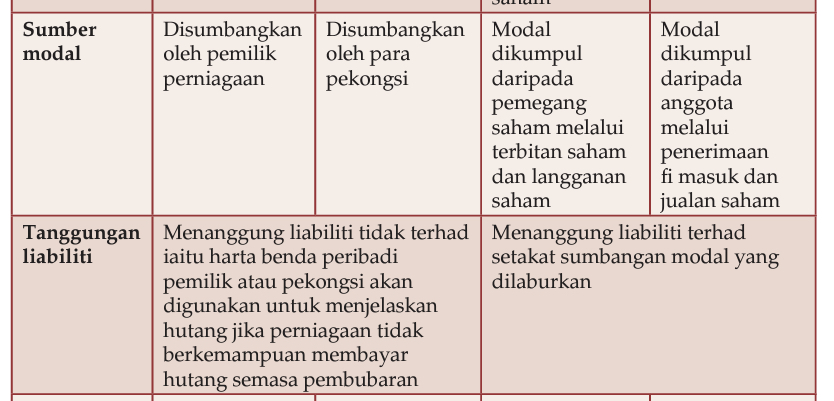 saham
Sumber
modal
Disumbangkan
oleh pemilik
perniagaan
Disumbangkan
oleh para
pekongsi
Modal
dikumpul
daripada
pemegang
saham melalui
terbitan saham
dan langganan
saham
Modal
dikumpul
daripada
anggota
melalui
penerimaan
fi masuk dan
jualan saham
Tanggungan
liabiliti
Menanggung liabiliti tidak terhad
iaitu harta benda peribadi
pemilik atau pekongsi akan
digunakan untuk menjelaskan
hutang jika perniagaan tidak
berkemampuan membayar
hutang semasa pembubaran
Menanggung liabiliti terhad
setakat sumbangan modal yang
dilaburkan